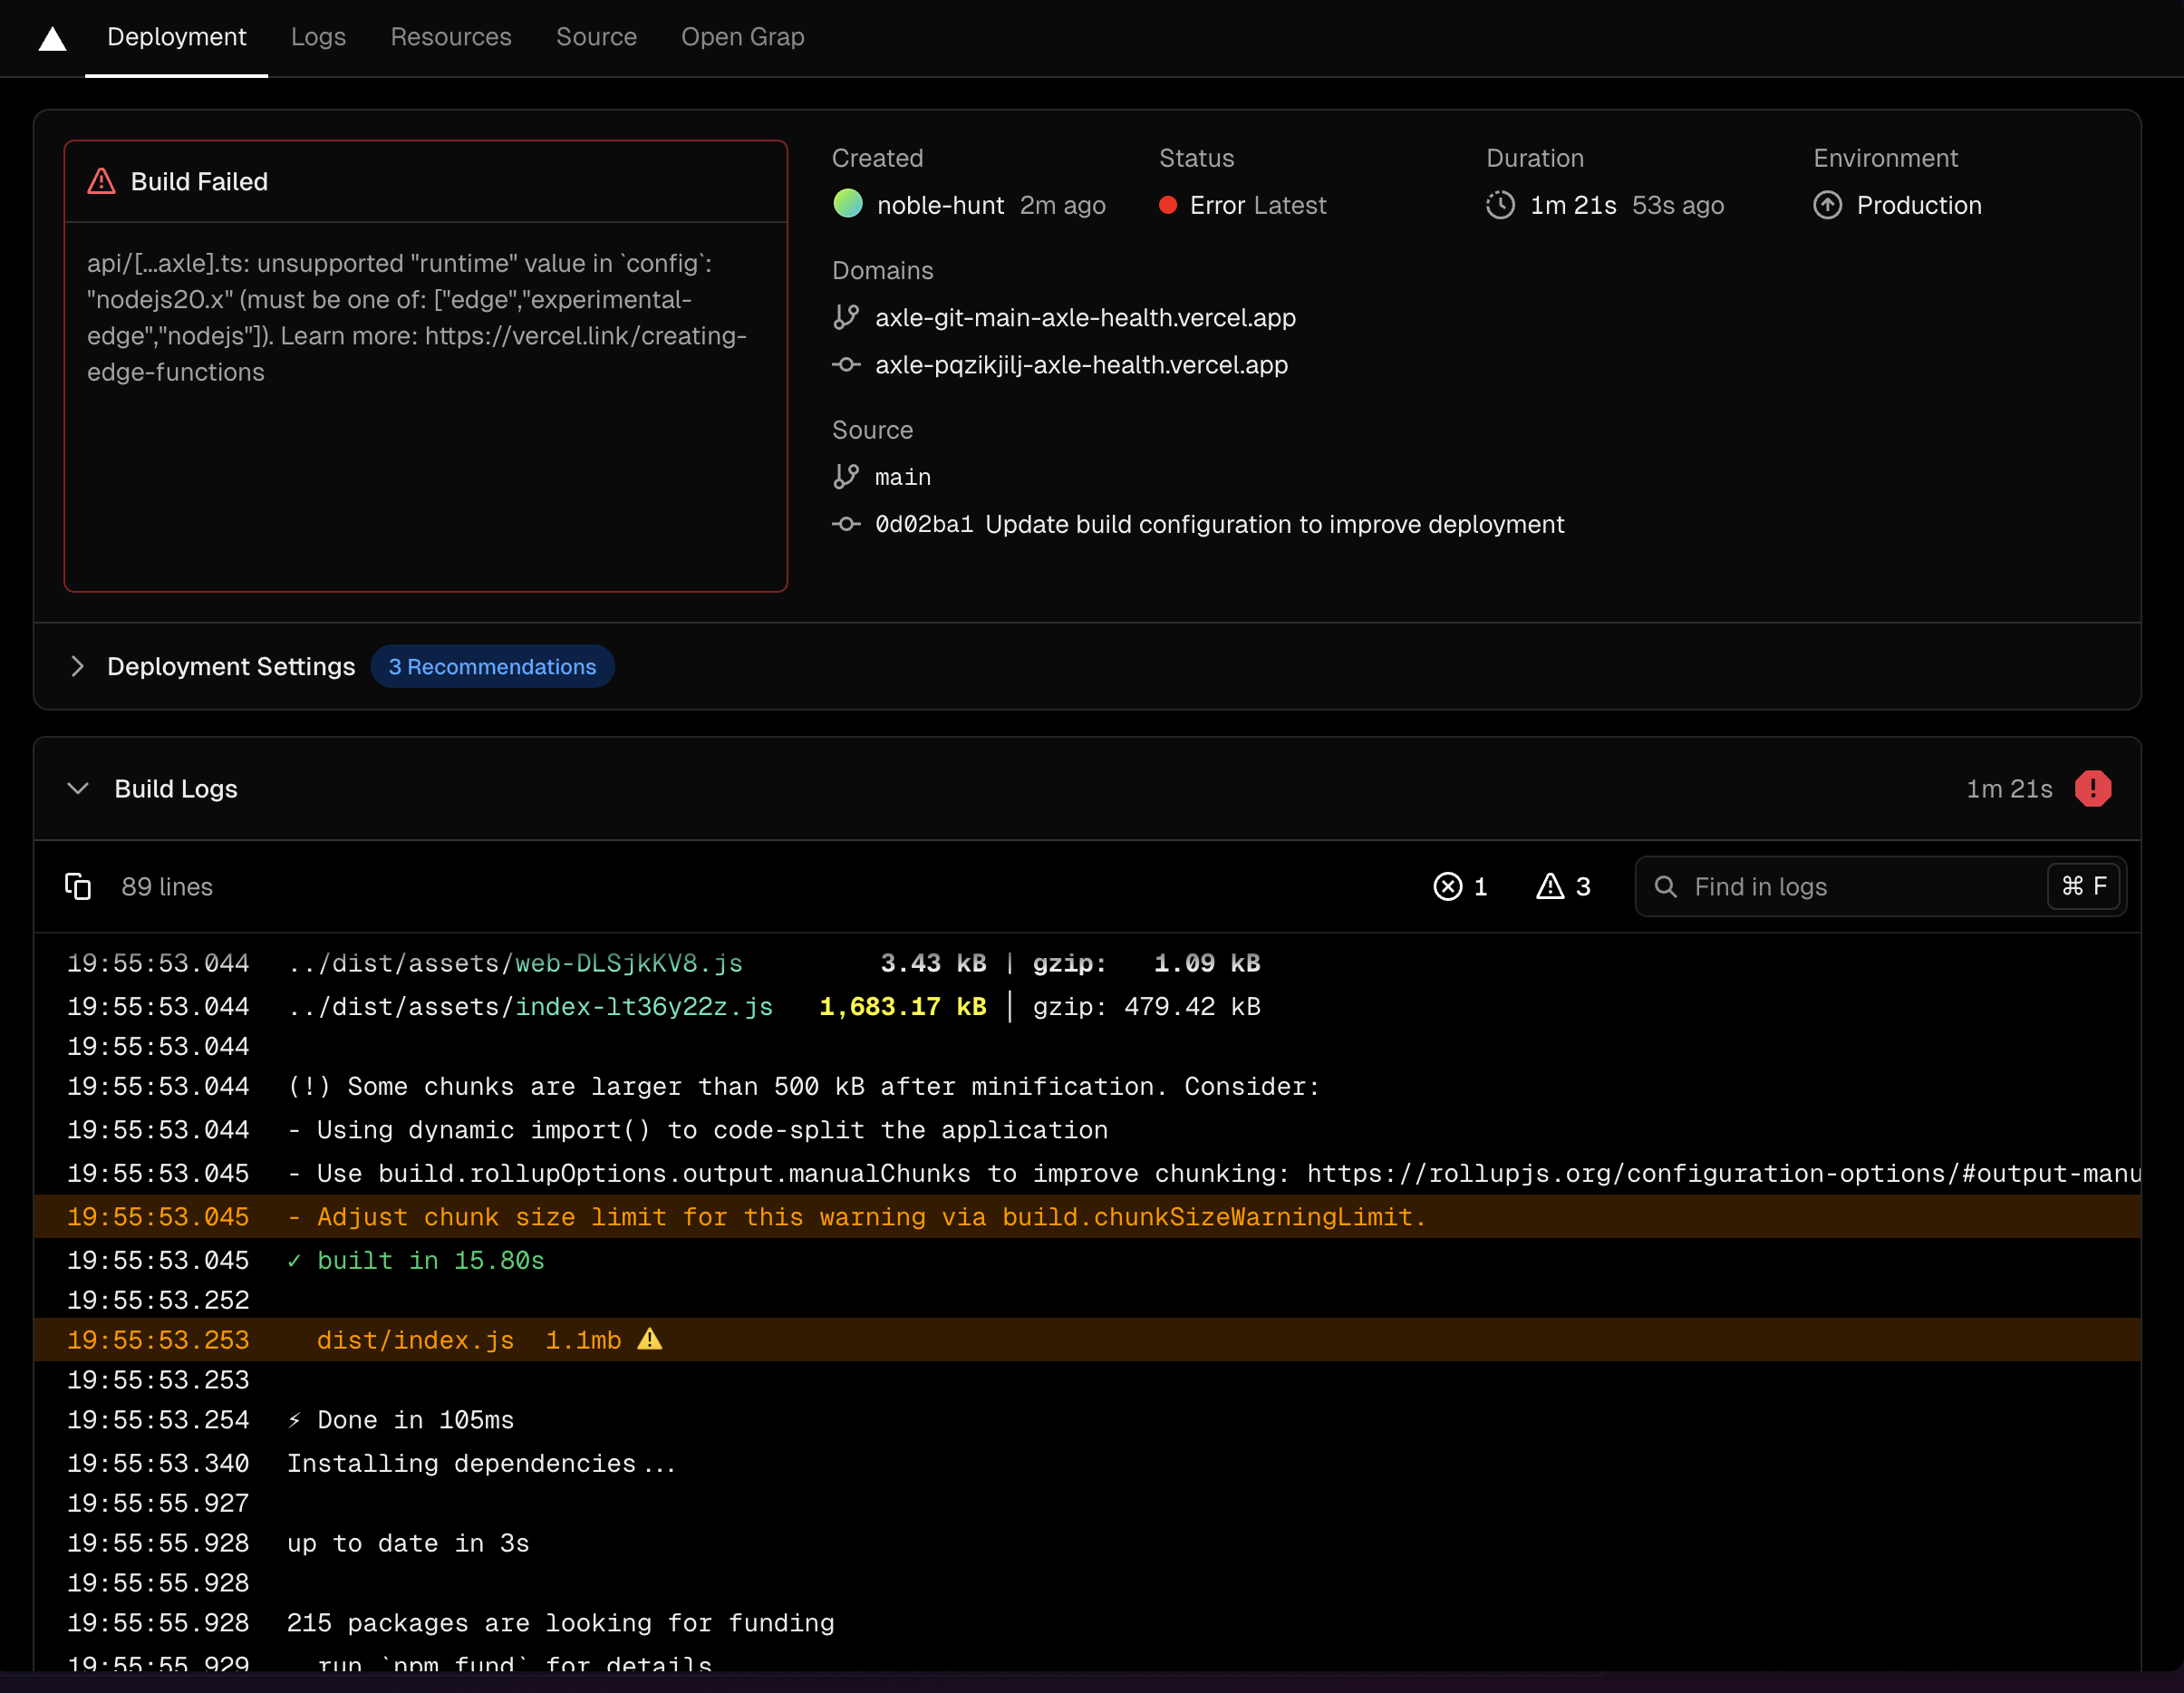 Deployment
Logs
Resources
Source
Open Grap
Build Failed
api/[...axle].ts: unsupported "runtime" value in `config`:
"nodejs20.x" (must be one of: ["edge","experimental-
edge","nodejs"]). Learn more: https://vercel.link/creating-
edge-functions
Created
noble-hunt 2m ago
Status
Error Latest
Duration
1m 21s 53s ago
Environment
Production
Domains
axle-git-main-axle-health.vercel.app
axle-pqzikjilj-axle-health.vercel.app
Source
main
0d02ba1 Update build configuration to improve deployment
Deployment Settings 3 Recommendations
Build Logs 1m 21s
89 lines 1 3 Find in logs ⌘ F
19:55:53.044 ../dist/assets/web-DLSjkKV8.js 3.43 kB | gzip: 1.09 kB
19:55:53.044 ../dist/assets/index-lt36y22z.js 1,683.17 kB │ gzip: 479.42 kB
19:55:53.044
19:55:53.044 (!) Some chunks are larger than 500 kB after minification. Consider:
19:55:53.044 - Using dynamic import() to code-split the application
19:55:53.045 - Use build.rollupOptions.output.manualChunks to improve chunking: https://rollupjs.org/configuration-options/#output-manu
19:55:53.045 - Adjust chunk size limit for this warning via build.chunkSizeWarningLimit.
19:55:53.045 ✓ built in 15.80s
19:55:53.252
19:55:53.253 dist/index.js 1.1mb ⚠️
19:55:53.253
19:55:53.254 ⚡ Done in 105ms
19:55:53.340 Installing dependencies...
19:55:55.927
19:55:55.928 up to date in 3s
19:55:55.928
19:55:55.928 215 packages are looking for funding
19:55:55.929 run `npm fund` for details